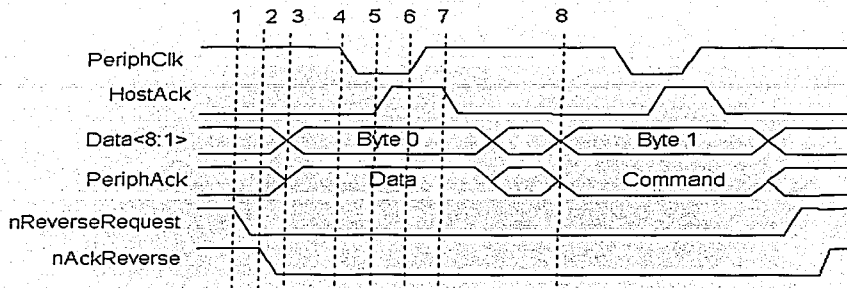 1 2 3 4 5 6 7 8
PeriphClk
HostAck
Data<8:1> Byte 0 Byte 1
PeriphAck Data Command
nReverseRequest
nAckReverse